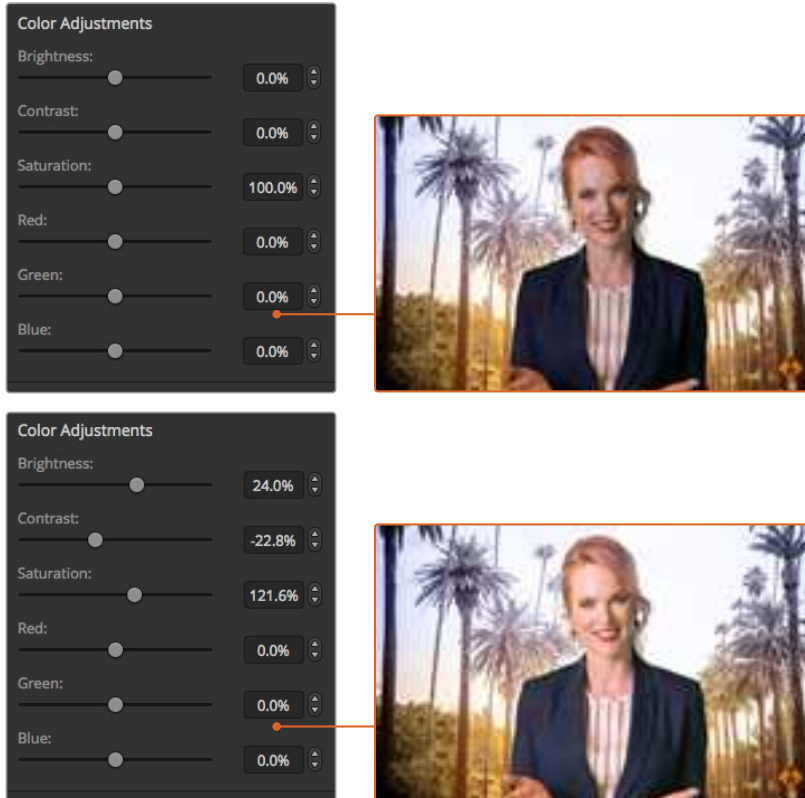 Color Adjustments
Brightness:
0.0%
Contrast:
0.0%
Saturation:
100.0%
Red:
0.0%
Green:
0.0%
Blue:
0.0%
Color Adjustments
Brightness:
24.0%
Contrast:
-22.8%
Saturation:
121.6%
Red:
0.0%
Green:
0.0%
Blue:
0.0%